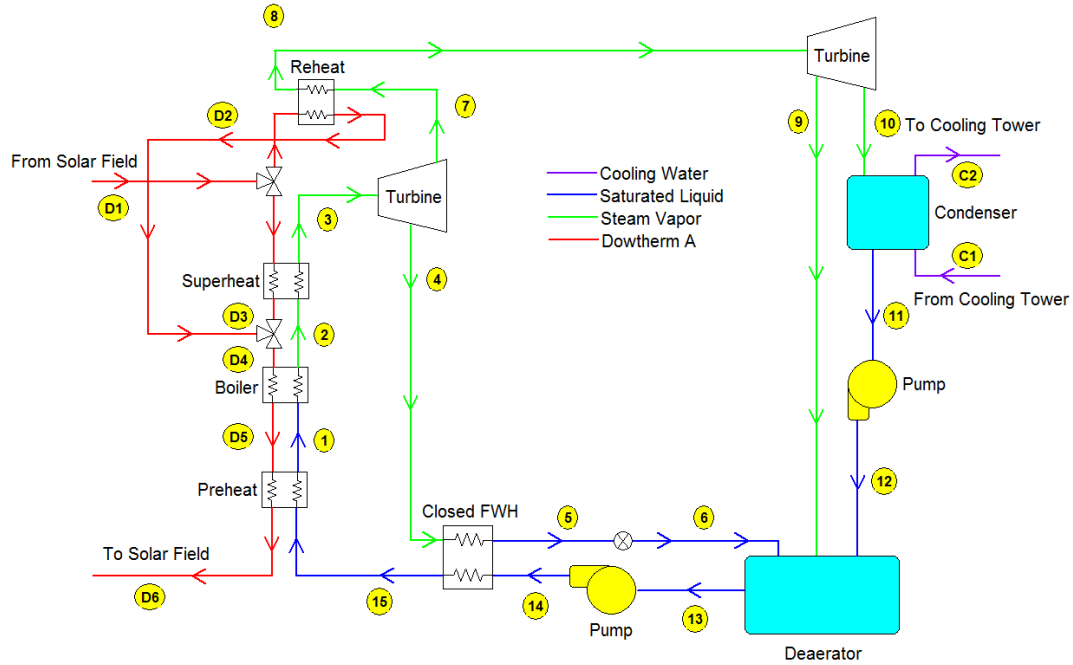 8
Turbine
Reheat
D2
7
9
10
To Cooling Tower
From Solar Field
C2
D1
Turbine
Cooling Water
Saturated Liquid
Steam Vapor
Dowtherm A
Condenser
3
C1
4
From Cooling Tower
Superheat
D3
2
11
D4
Boiler
Pump
D5
1
12
Preheat
Closed FWH
5
6
To Solar Field
D6
15
14
13
Pump
Deaerator